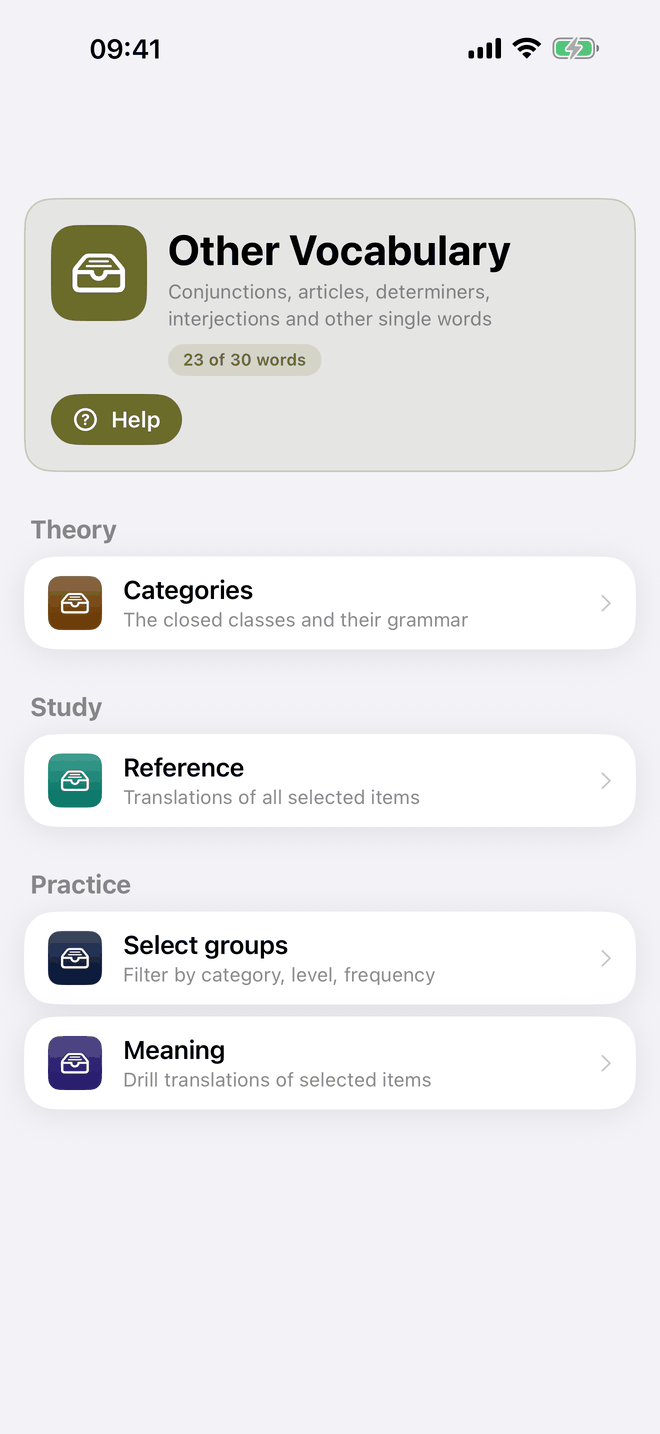 09:41
Other Vocabulary
Conjunctions, articles, determiners,
interjections and other single words
23 of 30 words
Help
Theory
Categories
The closed classes and their grammar
Study
Reference
Translations of all selected items
Practice
Select groups
Filter by category, level, frequency
Meaning
Drill translations of selected items